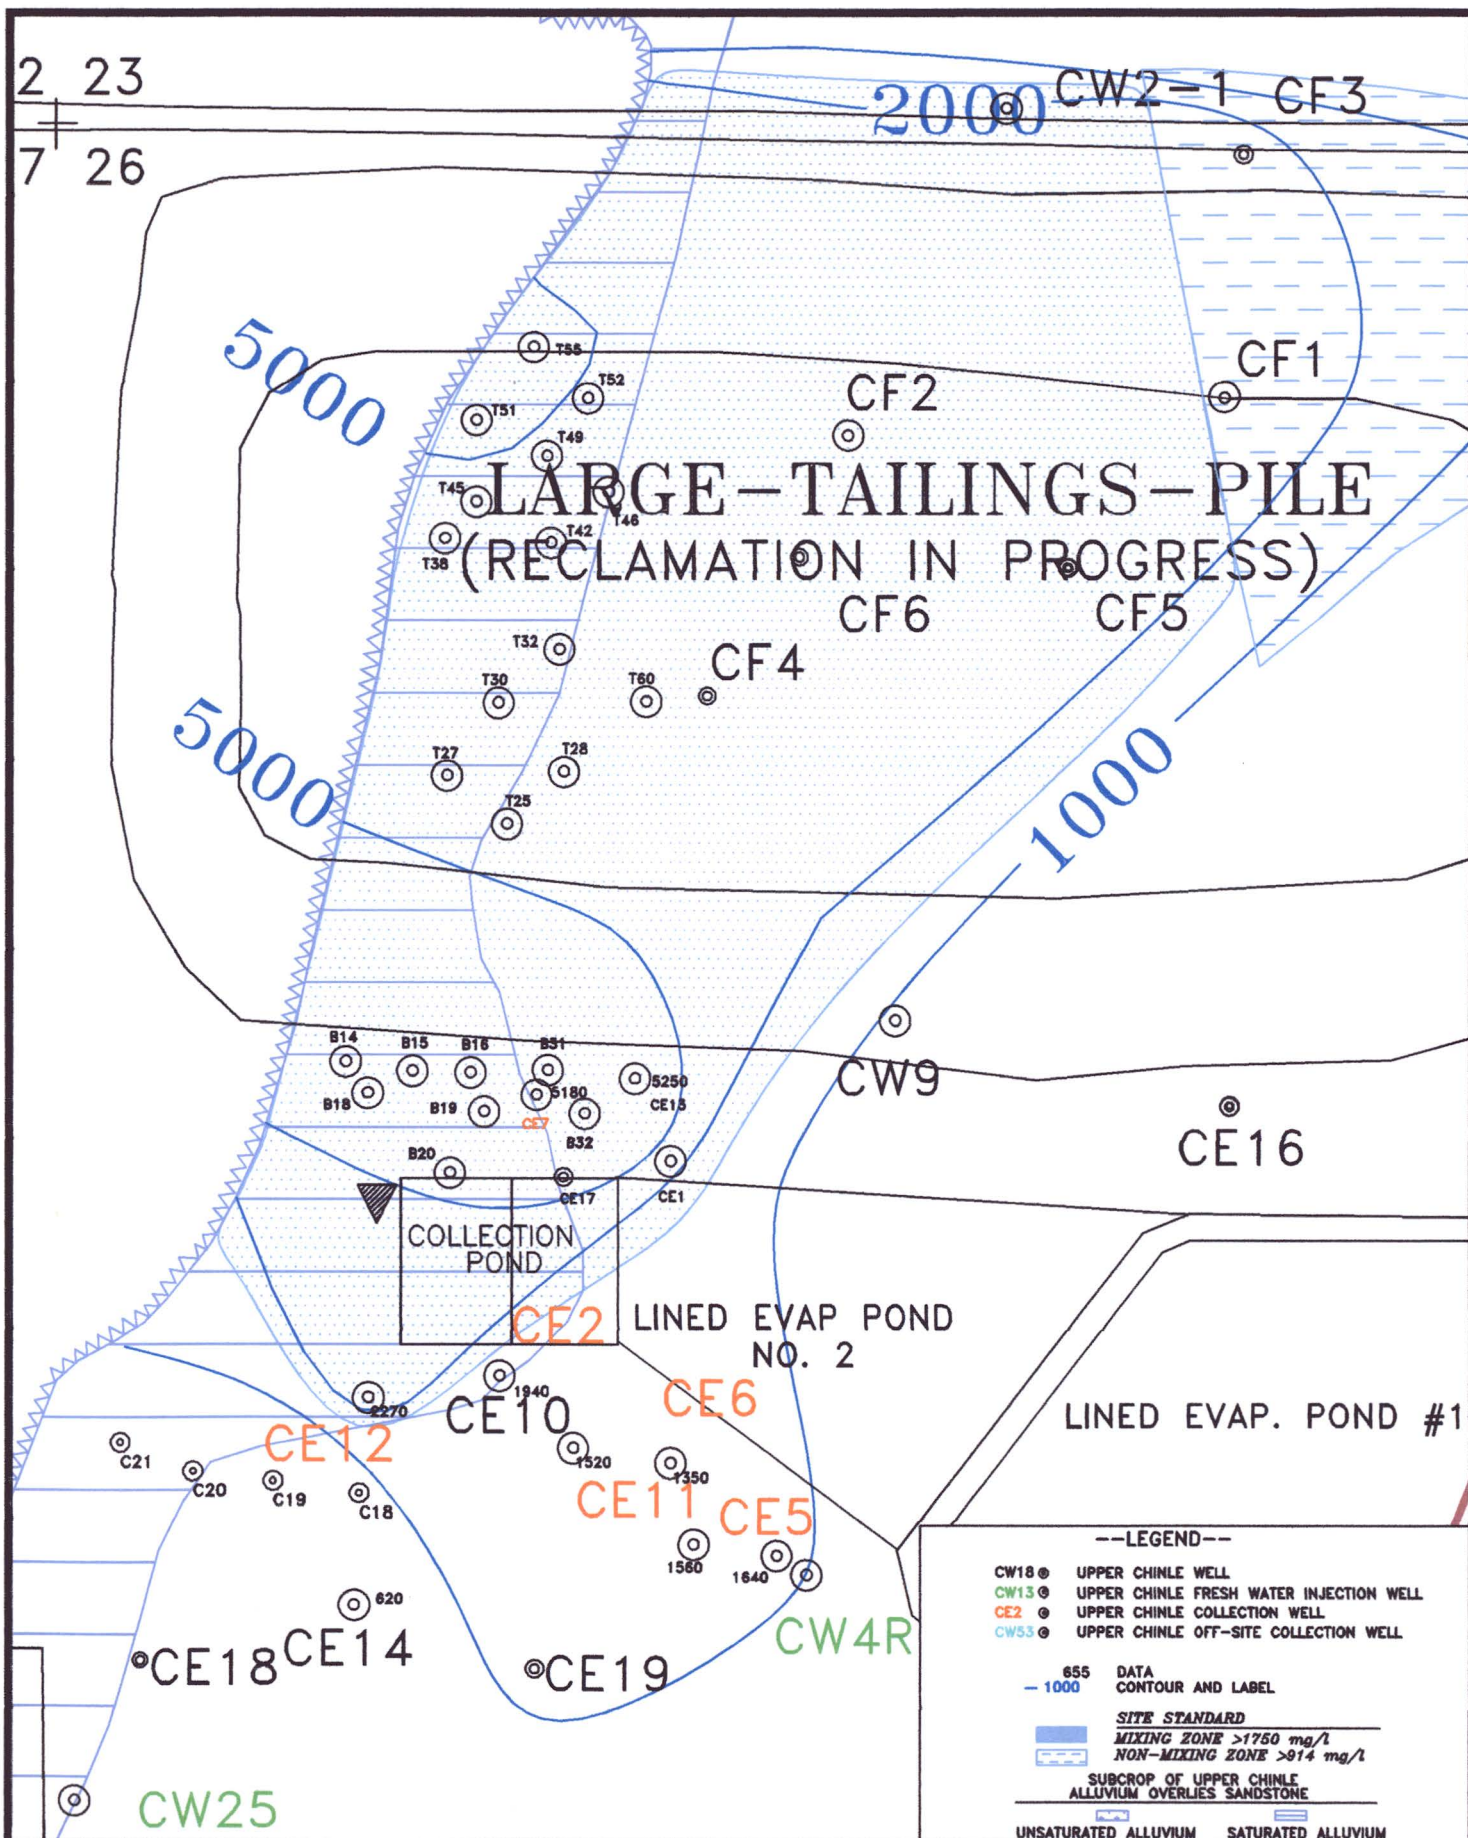 2 23
7 26
2000
CW2-1
CF3
5000
T55
T52
T51
T49
CF2
CF1
LARGE-TAILINGS-PILE
T45
T46
T42
T38
(RECLAMATION IN PROGRESS)
CF6
CF5
T32
CF4
T30
T60
5000
T27
T28
T25
1000
B14
B15
B16
B31
5250
CW9
B18
B19
5180
CE13
CE7
B32
CE16
B20
CE17
CE1
COLLECTION
POND
CE2
LINED EVAP POND
NO. 2
1940
CE6
2270
CE10
LINED EVAP. POND #1
CE12
C21
1520
1350
C20
C19
C18
CE11
CE5
1560
1640
620
CE14
CE18
CE19
CW4R
CW25
--LEGEND--
CW18 UPPER CHINLE WELL
CW13 UPPER CHINLE FRESH WATER INJECTION WELL
CE2 UPPER CHINLE COLLECTION WELL
CW53 UPPER CHINLE OFF-SITE COLLECTION WELL
655 DATA
1000 CONTOUR AND LABEL
SITE STANDARD
MIXING ZONE >1750 mg/l
NON-MIXING ZONE >914 mg/l
SUBCROP OF UPPER CHINLE
ALLUVIUM OVERLIES SANDSTONE
UNSATURATED ALLUVIUM SATURATED ALLUVIUM